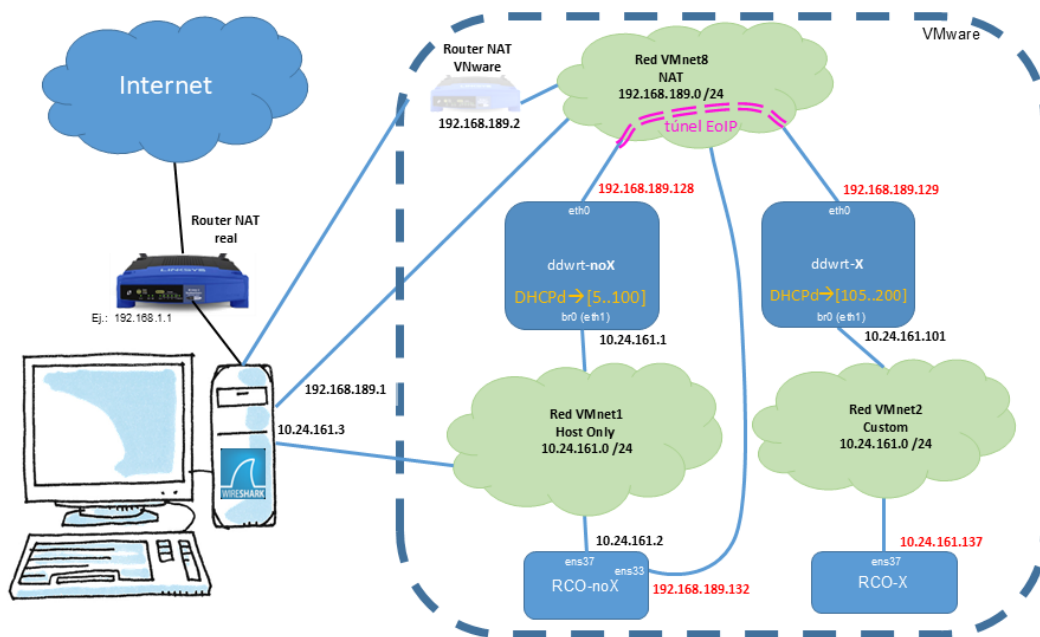 Internet
Router NAT
real
LINKSYS
Ej.: 192.168.1.1
WIRESHARK
192.168.189.1
10.24.161.3
VMware
Router NAT
VNware
192.168.189.2
Red VMnet8
NAT
192.168.189.0 /24
túnel EoIP
192.168.189.128
eth0
ddwrt-noX
DHCPd→[5..100]
br0 (eth1)
10.24.161.1
192.168.189.129
eth0
ddwrt-X
DHCPd→[105..200]
br0 (eth1)
10.24.161.101
Red VMnet1
Host Only
10.24.161.0 /24
Red VMnet2
Custom
10.24.161.0 /24
10.24.161.2
ens37
ens33
RCO-noX
192.168.189.132
10.24.161.137
ens37
RCO-X